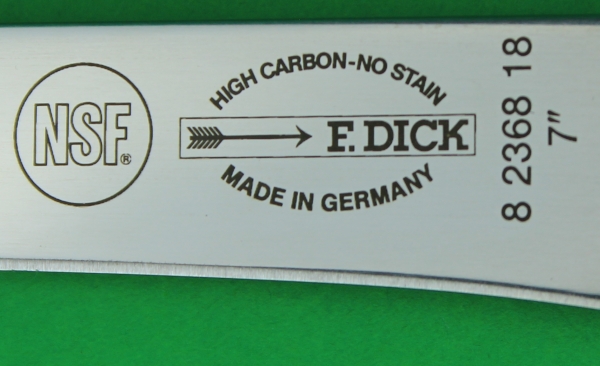 NSF®
HIGH CARBON-NO STAIN
F. DICK
MADE IN GERMANY
8 2368 18
7"